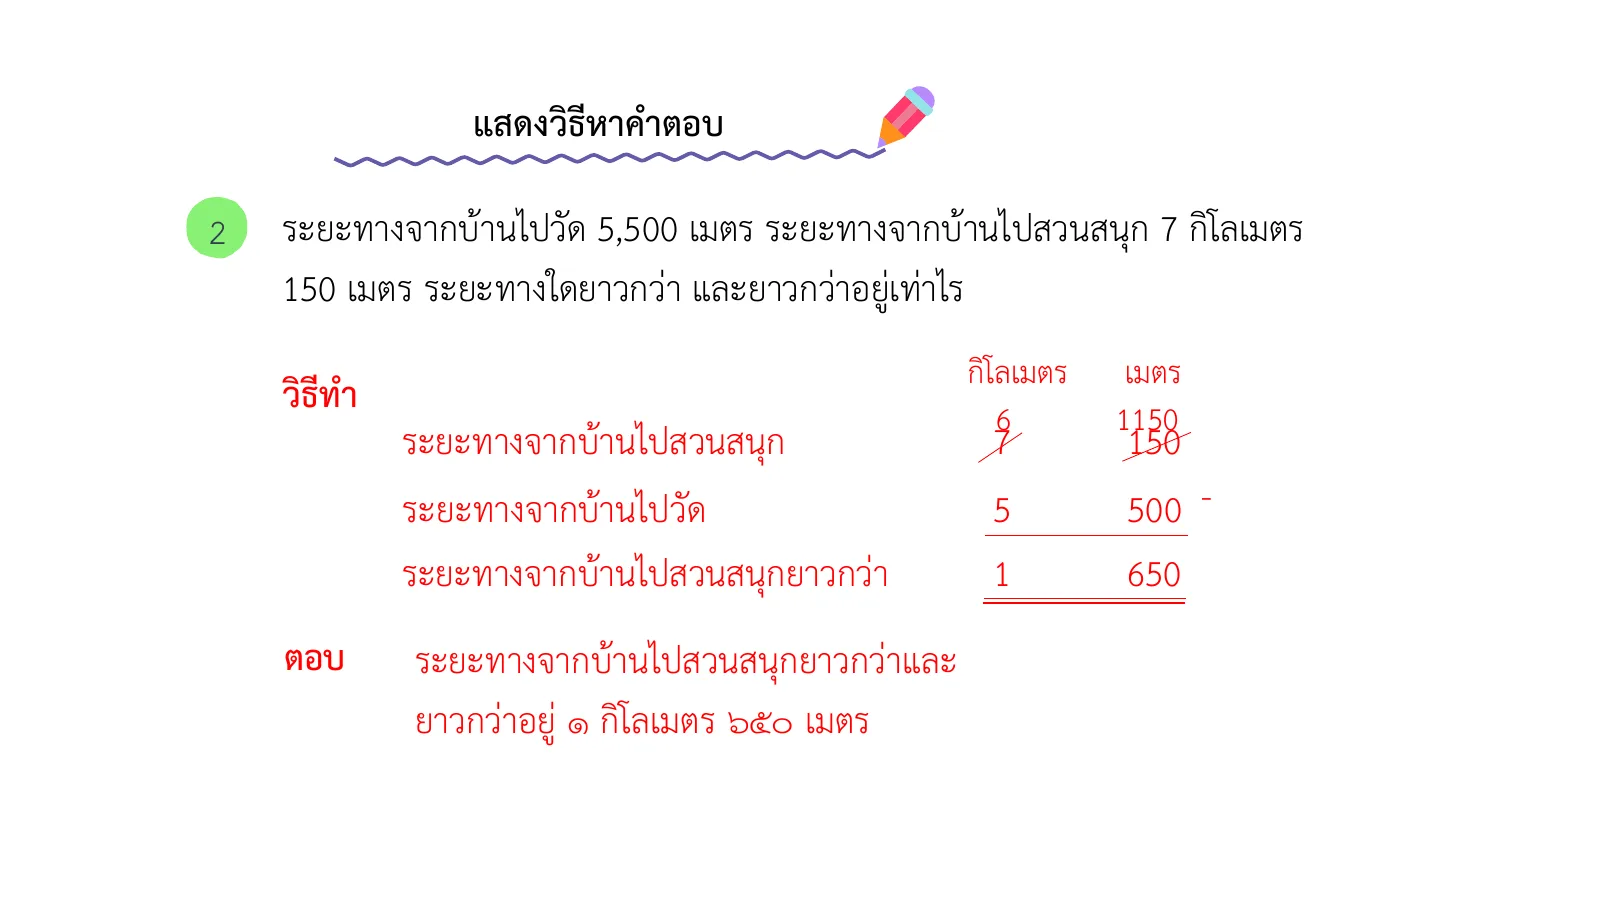 แสดงวิธีหาคำตอบ
2 ระยะทางจากบ้านไปวัด 5,500 เมตร ระยะทางจากบ้านไปสวนสนุก 7 กิโลเมตร
150 เมตร ระยะทางใดยาวกว่า และยาวกว่าอยู่เท่าไร
กิโลเมตร เมตร
วิธีทำ
6 1150
ระยะทางจากบ้านไปสวนสนุก 7 150
ระยะทางจากบ้านไปวัด 5 500 -
ระยะทางจากบ้านไปสวนสนุกยาวกว่า 1 650
ตอบ ระยะทางจากบ้านไปสวนสนุกยาวกว่าและ
ยาวกว่าอยู่ ๑ กิโลเมตร ๖๕๐ เมตร